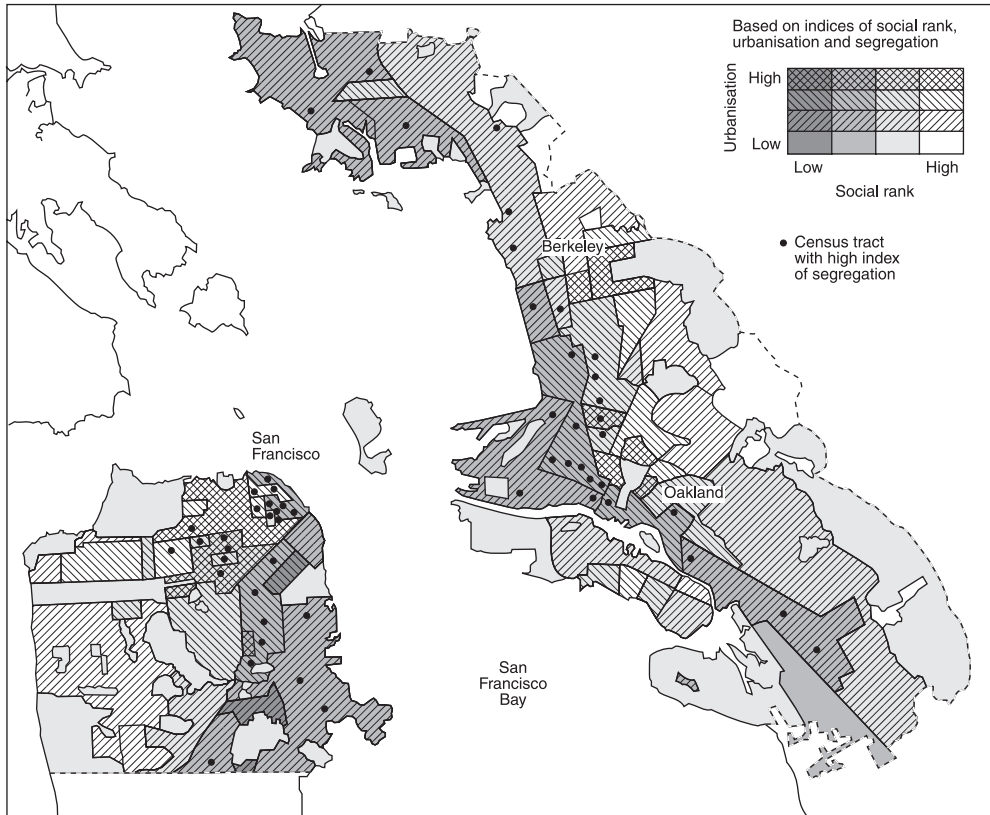 Based on indices of social rank,
urbanisation and segregation
Urbanisation
High
Low
Low
High
Social rank
Census tract
with high index
of segregation
Berkeley
San
Francisco
Oakland
San
Francisco
Bay